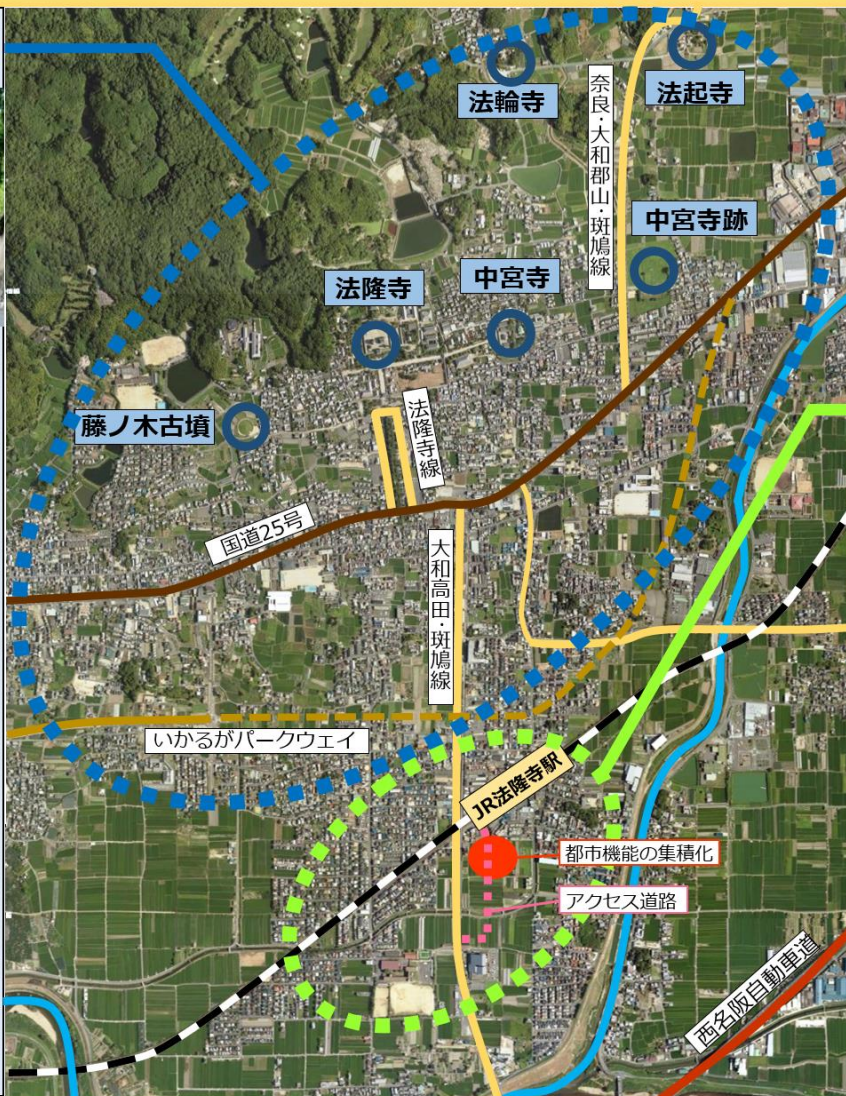 法輪寺
法起寺
奈良・大和郡山・斑鳩線
中宮寺跡
法隆寺
中宮寺
藤ノ木古墳
法隆寺線
国道25号
大和高田・斑鳩線
いかるがパークウェイ
JR法隆寺駅
都市機能の集積化
アクセス道路
西名阪自動車道